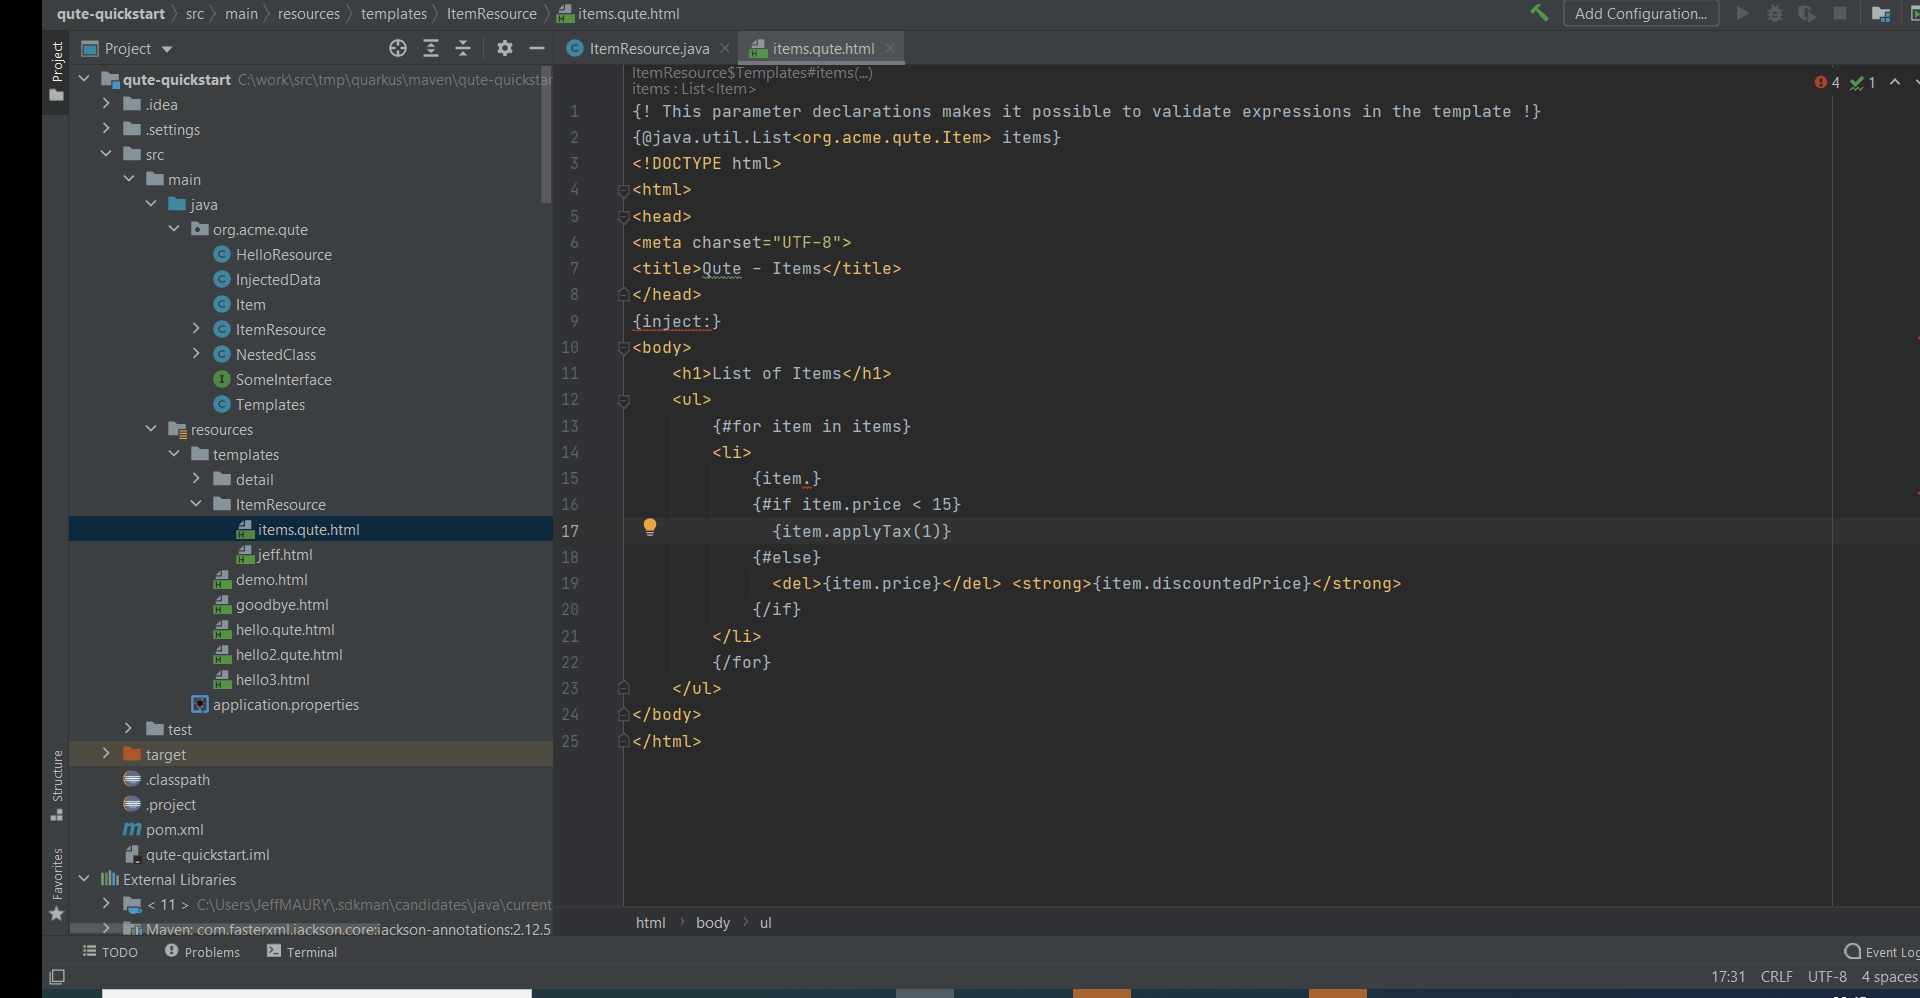 qute-quickstart src main resources templates ItemResource items.qute.html
Add Configuration...
Project
Project
ItemResource.java
items.qute.html
qute-quickstart C:\work\src\tmp\quarkus\maven\qute-quickstar
.idea
.settings
src
main
java
org.acme.qute
HelloResource
InjectedData
Item
ItemResource
NestedClass
SomeInterface
Templates
resources
templates
detail
ItemResource
items.qute.html
jeff.html
demo.html
goodbye.html
hello.qute.html
hello2.qute.html
hello3.html
application.properties
test
target
.classpath
.project
pom.xml
qute-quickstart.iml
External Libraries
< 11 > C:\Users\JeffMAURY\.sdkman\candidates\java\current
Maven: com.fasterxml.jackson.core:jackson-annotations:2.12.5
Structure
Favorites
ItemResource$Templates#items(...)
items : List<Item>
4 1
1 {! This parameter declarations makes it possible to validate expressions in the template !}
2 {@java.util.List<org.acme.qute.Item> items}
3 <!DOCTYPE html>
4 <html>
5 <head>
6 <meta charset="UTF-8">
7 <title>Qute - Items</title>
8 </head>
9 {inject:}
10 <body>
11 <h1>List of Items</h1>
12 <ul>
13 {#for item in items}
14 <li>
15 {item.}
16 {#if item.price < 15}
17 {item.applyTax(1)}
18 {#else}
19 <del>{item.price}</del> <strong>{item.discountedPrice}</strong>
20 {/if}
21 </li>
22 {/for}
23 </ul>
24 </body>
25 </html>
html body ul
TODO Problems Terminal
Event Log
17:31 CRLF UTF-8 4 spaces